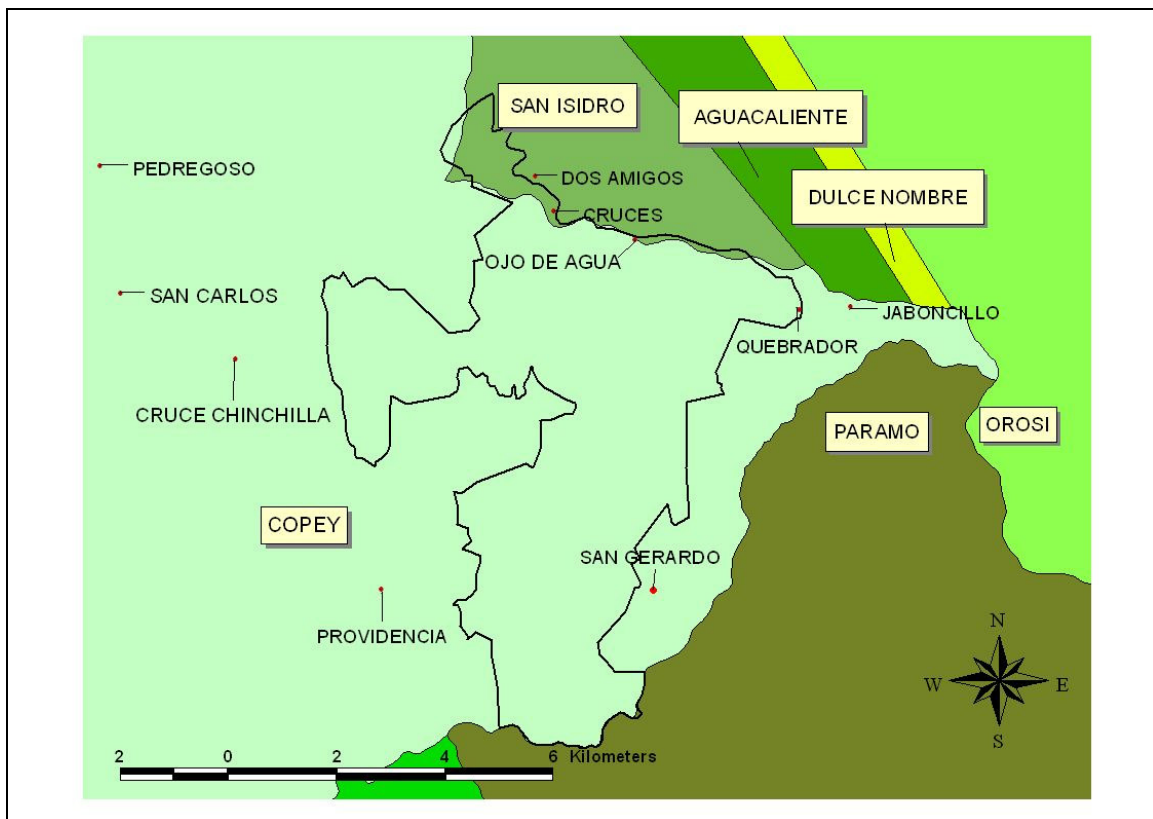 SAN ISIDRO
AGUACALIENTE
PEDREGOSO
DOS AMIGOS
DULCE NOMBRE
CRUCES
OJO DE AGUA
SAN CARLOS
JABONCILLO
QUEBRADOR
CRUCE CHINCHILLA
PARAMO
OROSI
COPEY
SAN GERARDO
PROVIDENCIA
N
W E
S
2 0 2 4 6 Kilometers